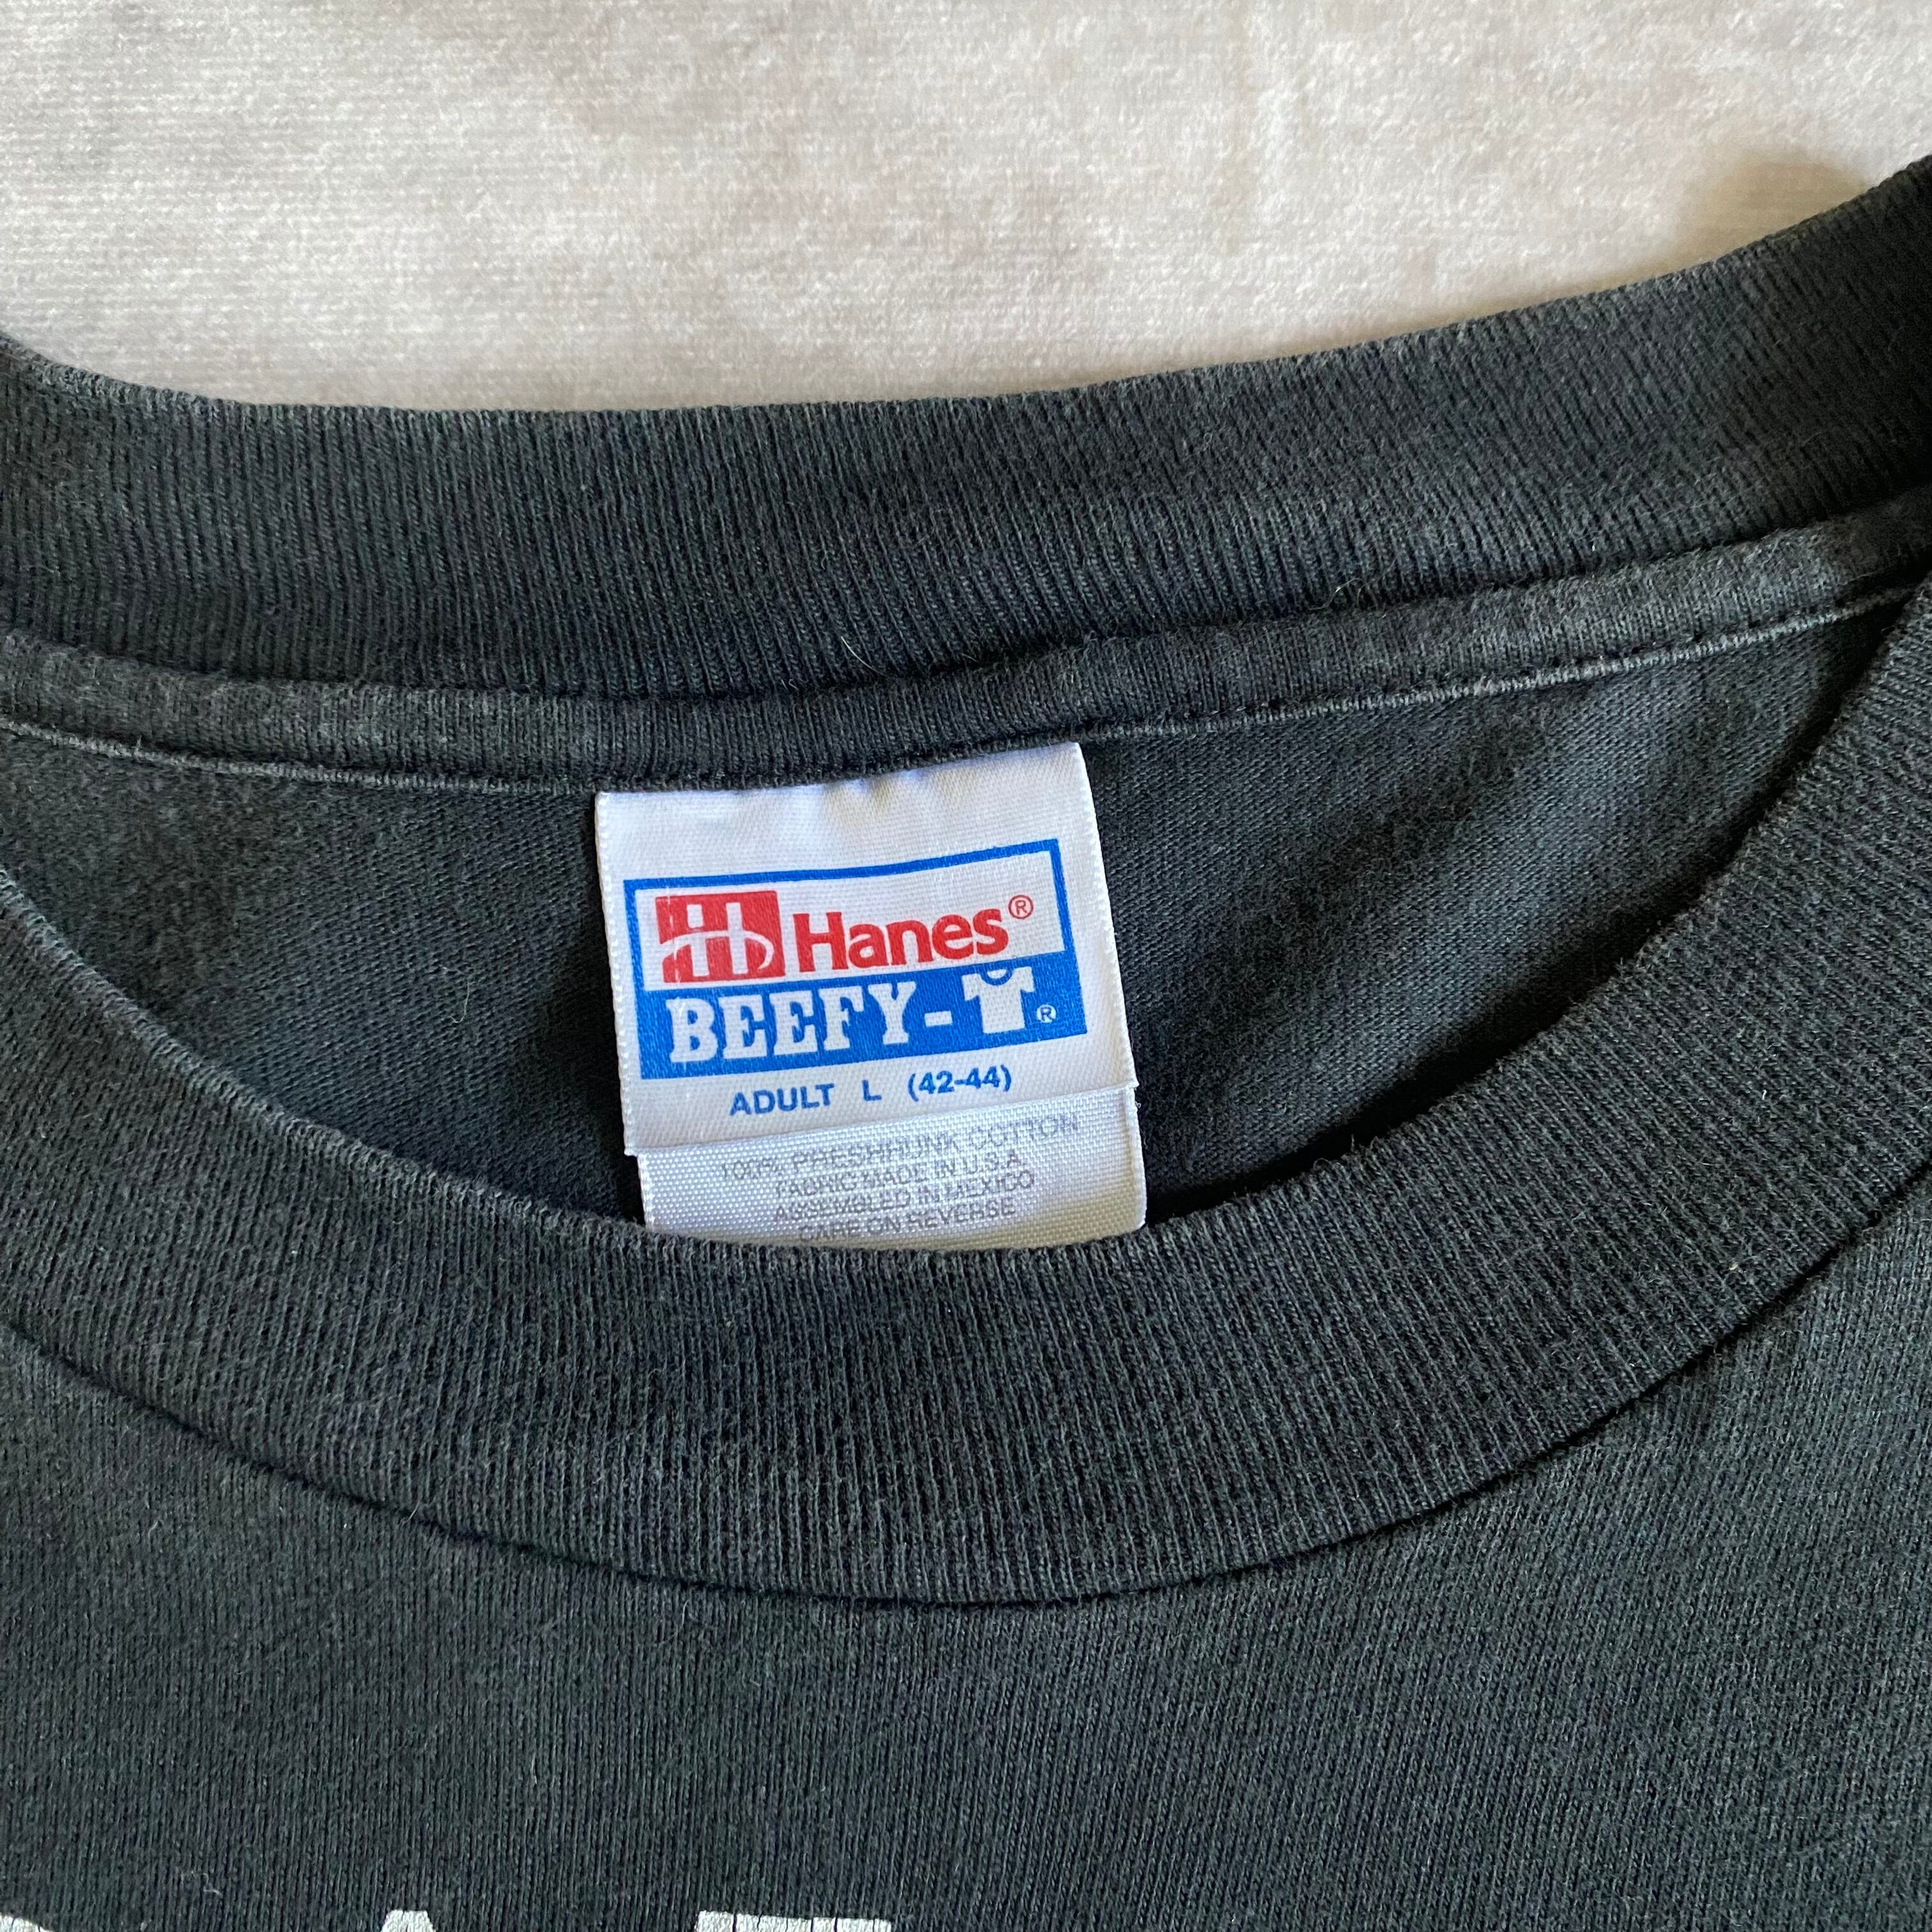 Hanes®
BEEFY-T®
ADULT L (42-44)
100% PRESHRUNK COTTON
FABRIC MADE IN U.S.A.
ASSEMBLED IN MEXICO
CARE ON REVERSE